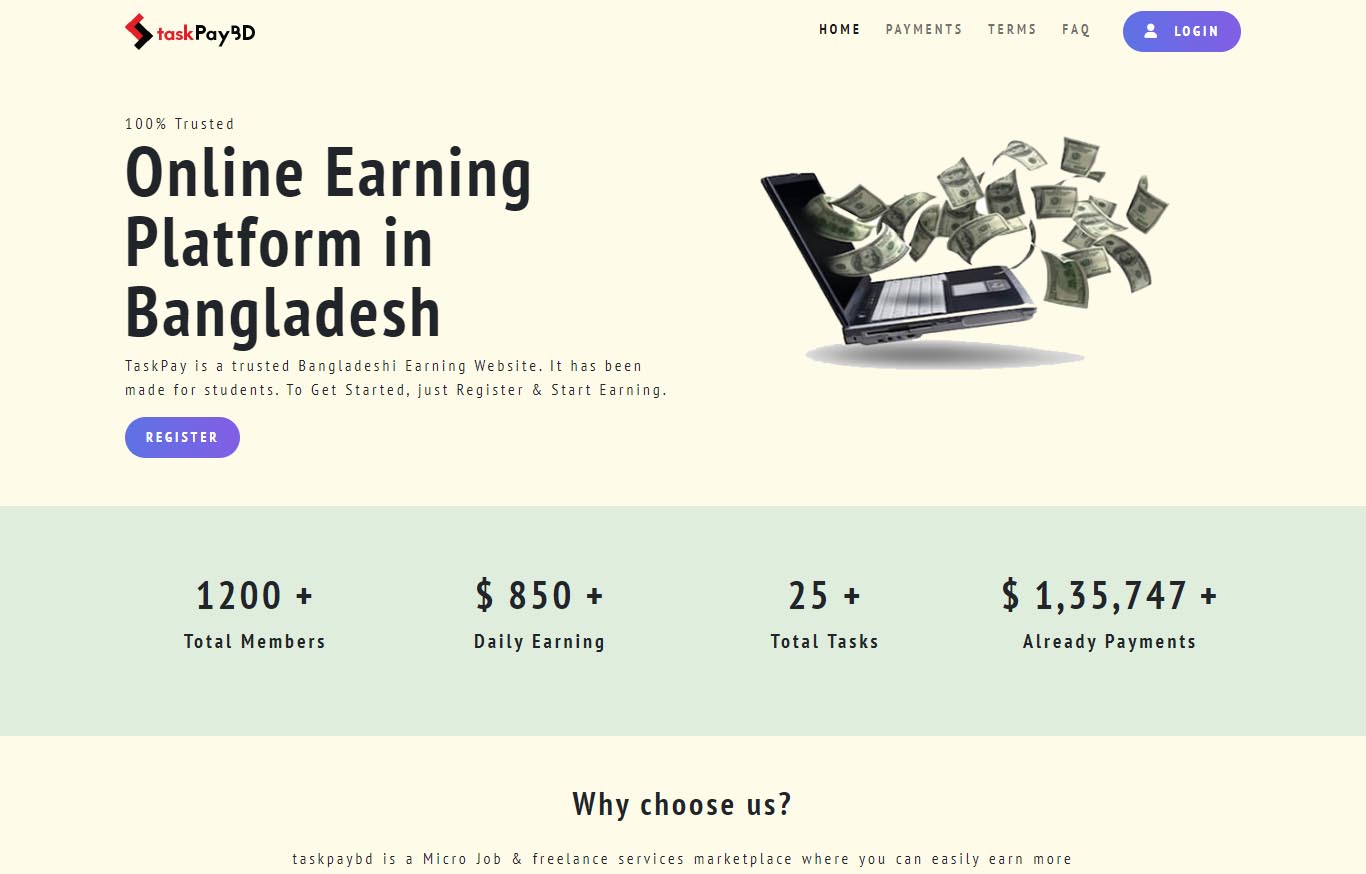 taskPayBD
HOME PAYMENTS TERMS FAQ LOGIN
100% Trusted
Online Earning
Platform in
Bangladesh
TaskPay is a trusted Bangladeshi Earning Website. It has been
made for students. To Get Started, just Register & Start Earning.
REGISTER
1200 + $ 850 + 25 + $ 1,35,747 +
Total Members Daily Earning Total Tasks Already Payments
Why choose us?
taskpaybd is a Micro Job & freelance services marketplace where you can easily earn more